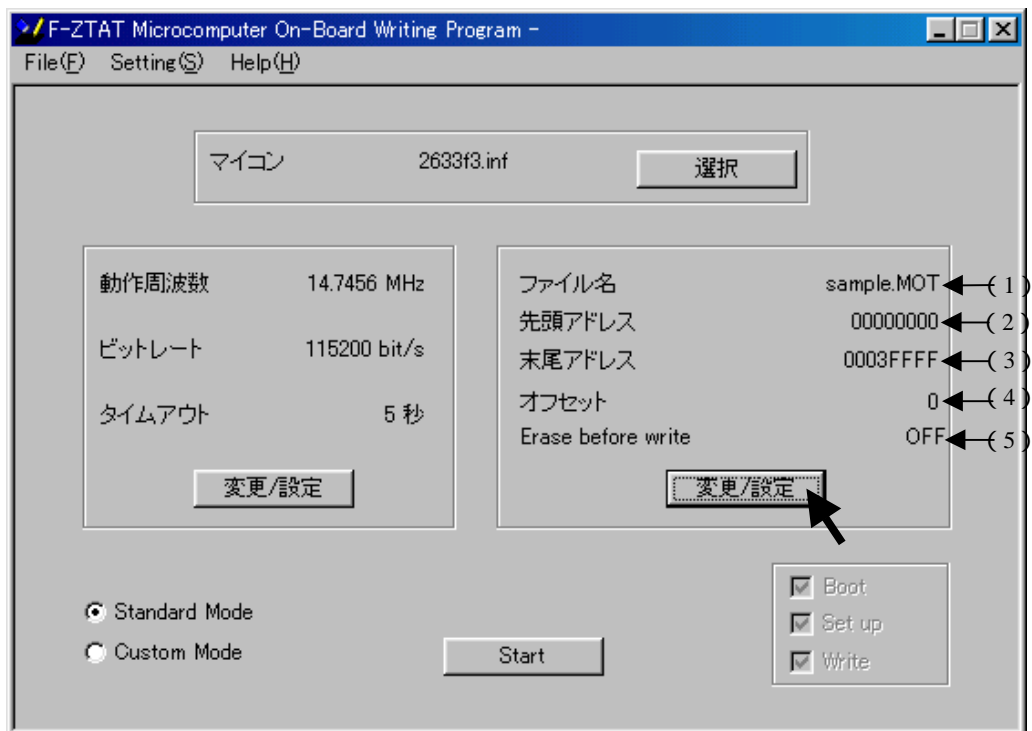 F-ZTAT Microcomputer On-Board Writing Program -
File(F) Setting(S) Help(H)
マイコン 2633f3.inf 選択
動作周波数 14.7456 MHz
ビットレート 115200 bit/s
タイムアウト 5 秒
変更/設定
ファイル名 sample.MOT (1)
先頭アドレス 00000000 (2)
末尾アドレス 0003FFFF (3)
オフセット 0 (4)
Erase before write OFF (5)
変更/設定
Standard Mode
Custom Mode
Start
Boot
Set up
Write